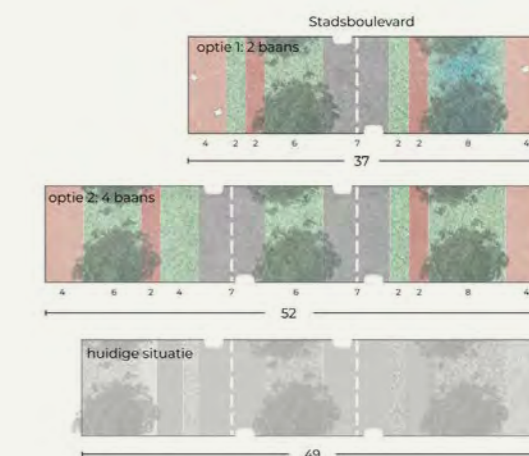 Stadsboulevard
optie 1: 2 baans
4 2 2 6 7 2 2 8 4
37
optie 2: 4 baans
4 6 2 4 7 6 7 2 2 8 4
52
huidige situatie
49